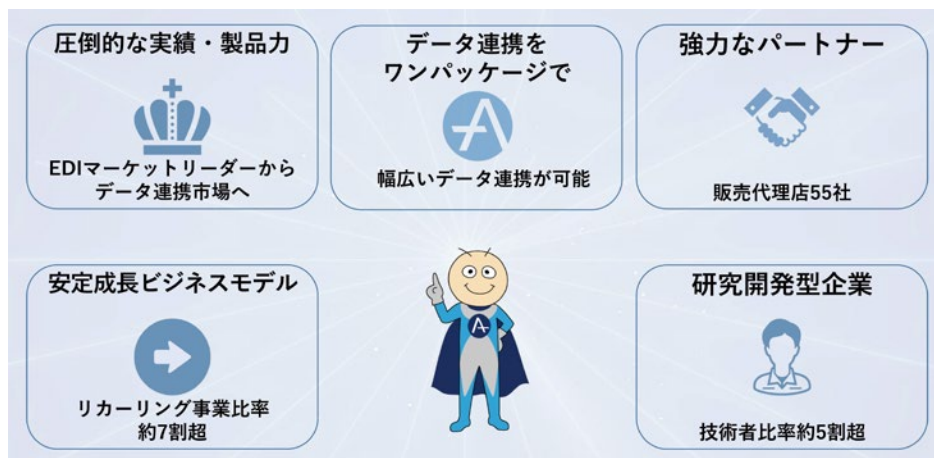 圧倒的な実績・製品力
EDIマーケットリーダーから
データ連携市場へ
データ連携を
ワンパッケージで
幅広いデータ連携が可能
強力なパートナー
販売代理店55社
安定成長ビジネスモデル
リカーリング事業比率
約7割超
研究開発型企業
技術者比率約5割超